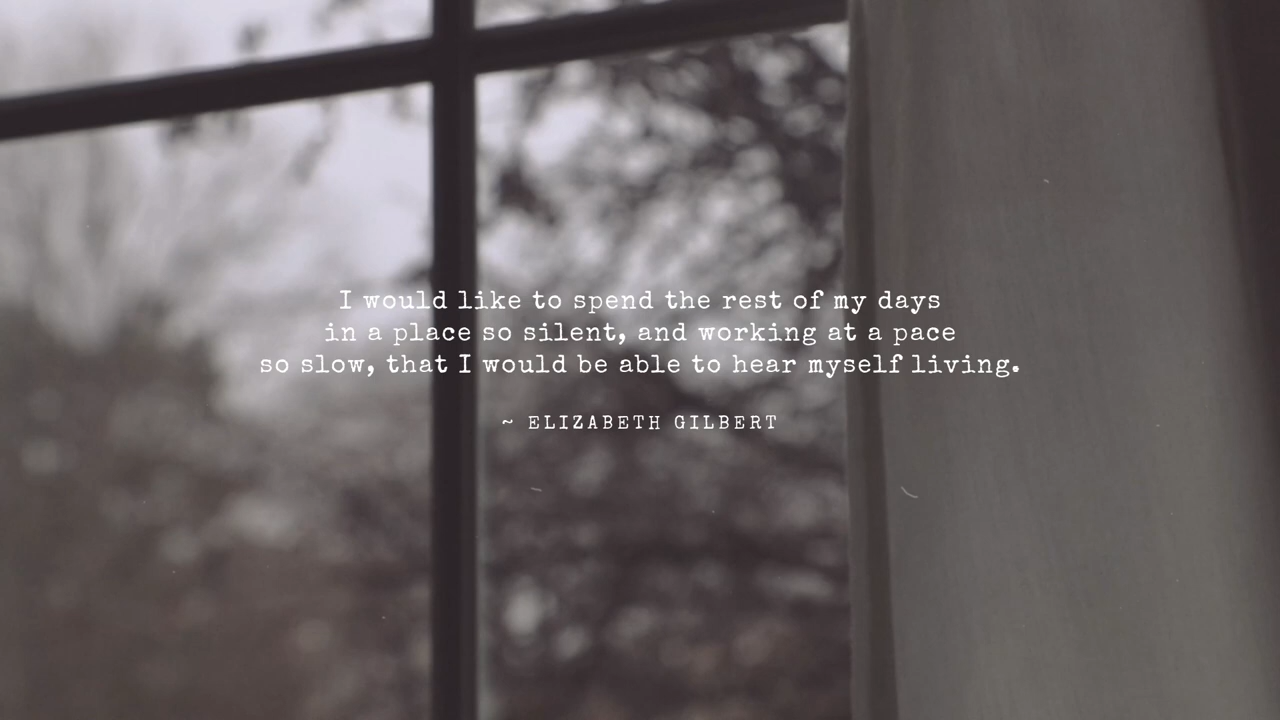 I would like to spend the rest of my days
in a place so silent, and working at a pace
so slow, that I would be able to hear myself living.
~ ELIZABETH GILBERT